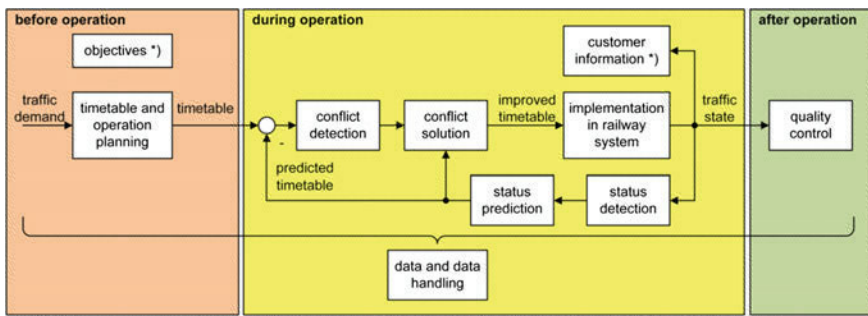 before operation
objectives *)
traffic
demand
timetable and
operation
planning
timetable
during operation
conflict
detection
-
predicted
timetable
conflict
solution
improved
timetable
customer
information *)
implementation
in railway
system
traffic
state
status
prediction
status
detection
after operation
quality
control
data and data
handling